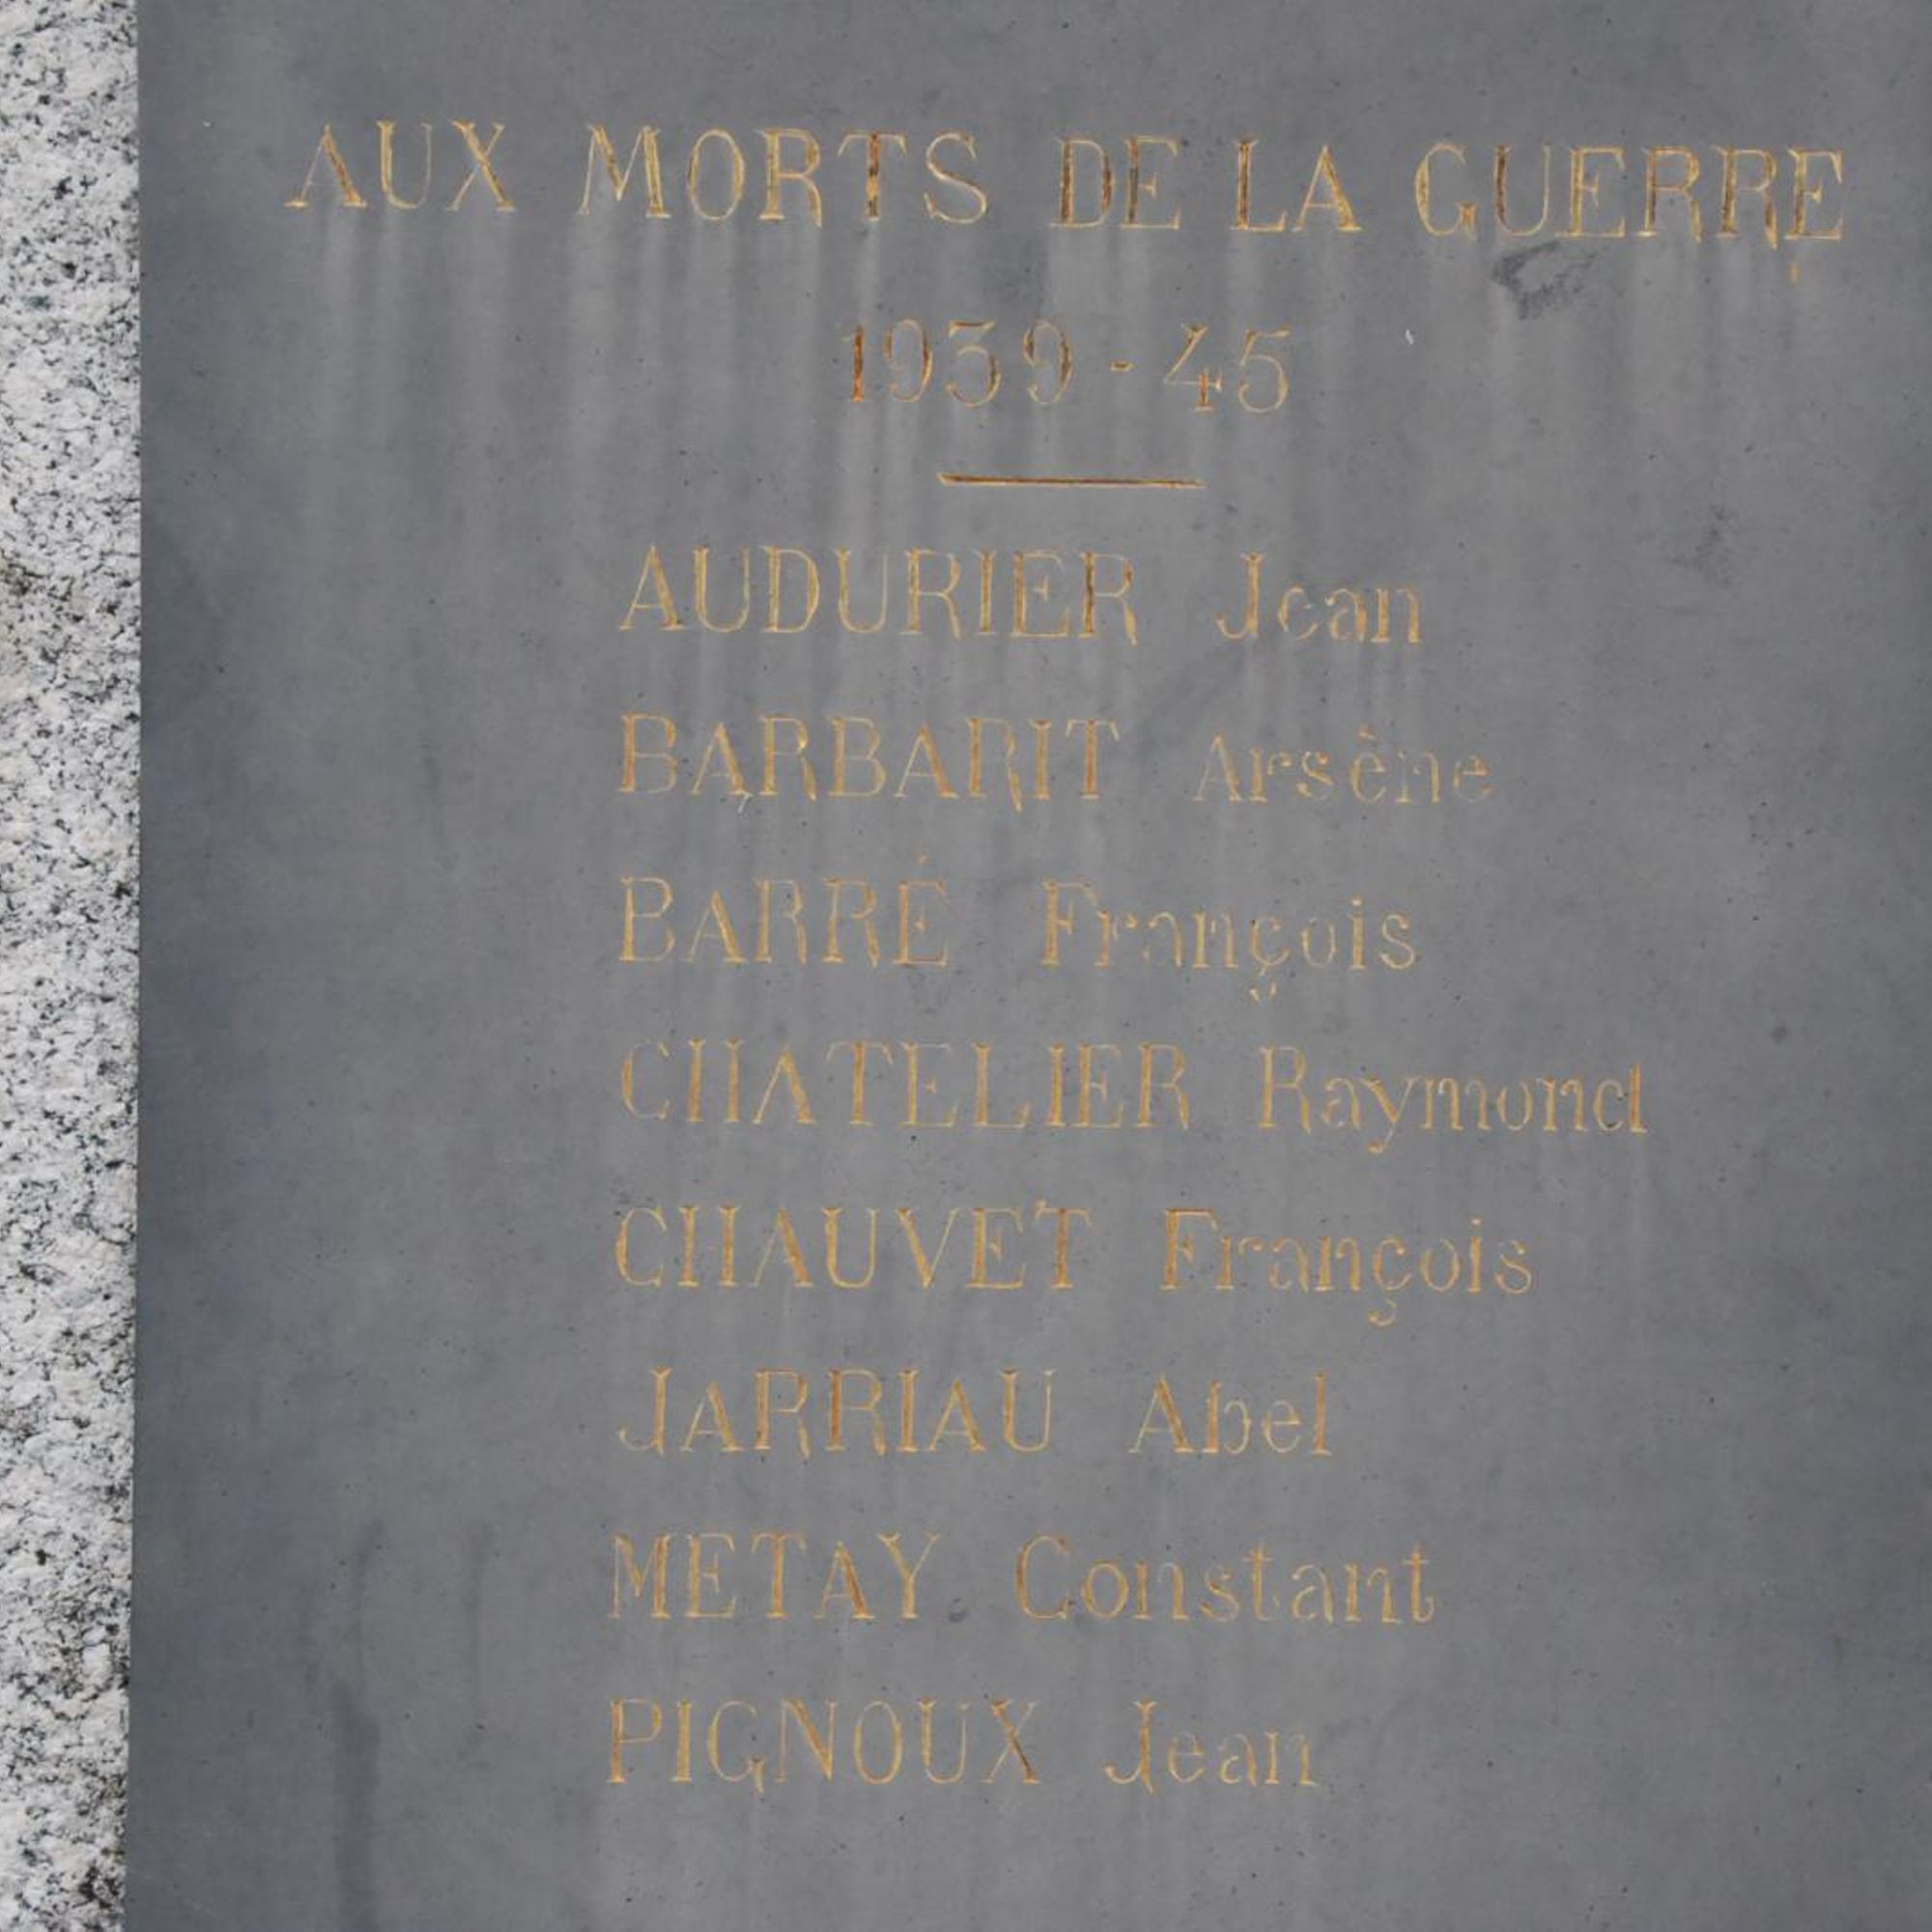 AUX MORTS DE LA GUERRE
1939-45
AUDURIER Jean
BARBARIT Arsêne
BARRÉ François
CHATELIER Raymond
CHAUVET François
JARRIAU Abel
METAY Constant
PIGNOUX Jean